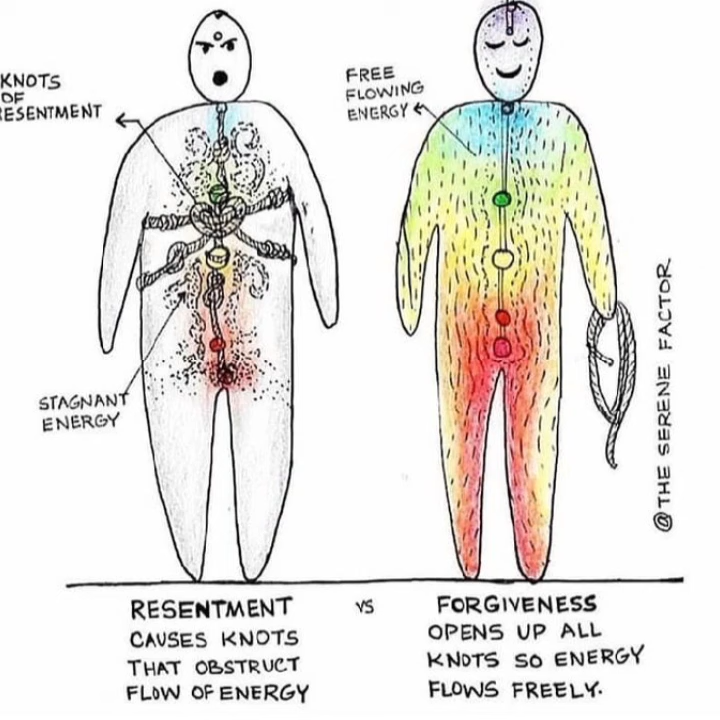 KNOTS
OF
RESENTMENT
FREE
FLOWING
ENERGY
STAGNANT
ENERGY
@THE SERENE FACTOR
RESENTMENT
CAUSES KNOTS
THAT OBSTRUCT
FLOW OF ENERGY
VS
FORGIVENESS
OPENS UP ALL
KNOTS SO ENERGY
FLOWS FREELY.